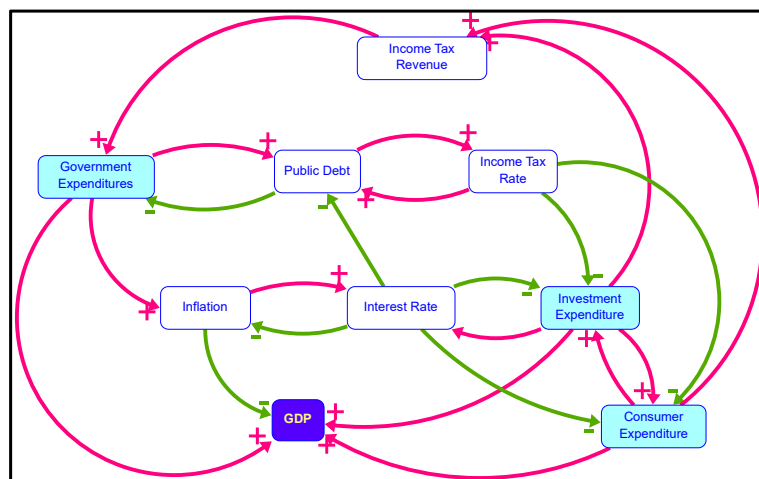 Income Tax
Revenue
Government
Expenditures
Public Debt
Income Tax
Rate
Inflation
Interest Rate
Investment
Expenditure
GDP
Consumer
Expenditure